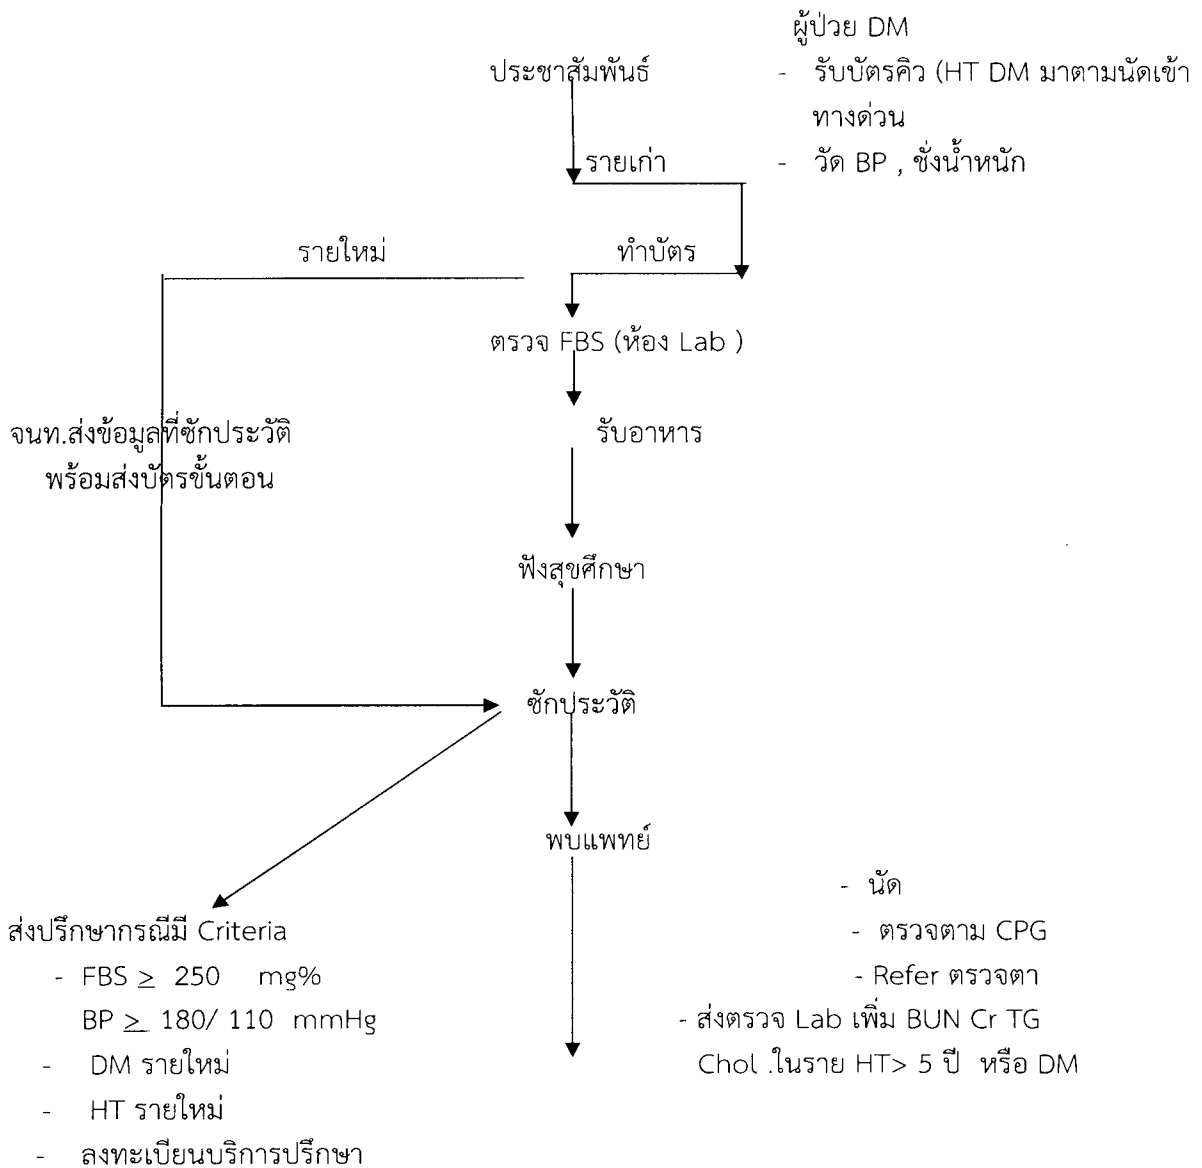 ผู้ป่วย DM
ประชาสัมพันธ์
- รับบัตรคิว (HT DM มาตามนัดเข้า
ทางด่วน
รายเก่า
- วัด BP , ชั่งน้ำหนัก
รายใหม่
ทำบัตร
ตรวจ FBS (ห้อง Lab )
จนท.ส่งข้อมูลที่ซักประวัติ
พร้อมส่งบัตรขั้นตอน
รับอาหาร
ฟังสุขศึกษา
ซักประวัติ
พบแพทย์
ส่งปรึกษากรณีมี Criteria
- FBS ≥ 250 mg%
BP ≥ 180/ 110 mmHg
- DM รายใหม่
- HT รายใหม่
- ลงทะเบียนบริการปรึกษา
- นัด
- ตรวจตาม CPG
- Refer ตรวจตา
- ส่งตรวจ Lab เพิ่ม BUN Cr TG
Chol .ในราย HT> 5 ปี หรือ DM